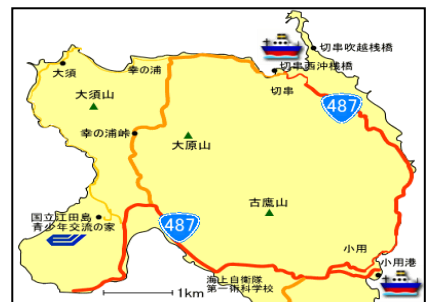 切串吹越桟橋
切串西沖桟橋
大須
幸の浦
切串
大須山
487
幸の浦峠
大原山
古鷹山
国立江田島
青少年交流の家
487
小用
小用港
海上自衛隊
第一術科学校
1km